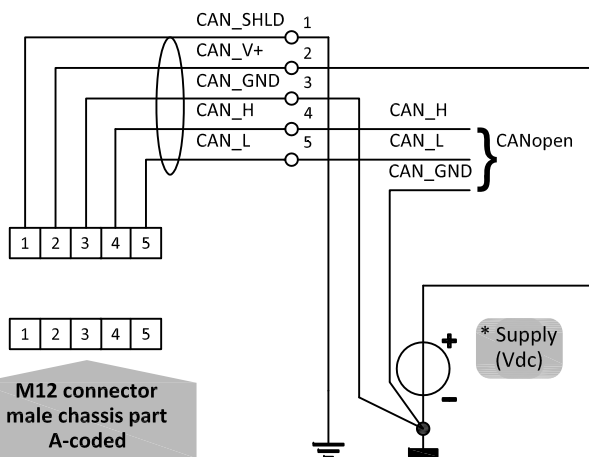 CAN_SHLD 1
CAN_V+ 2
CAN_GND 3
CAN_H 4 CAN_H
CAN_L 5 CAN_L CANopen
CAN_GND
1 2 3 4 5
1 2 3 4 5
+ * Supply
(Vdc)
−
M12 connector
male chassis part
A-coded